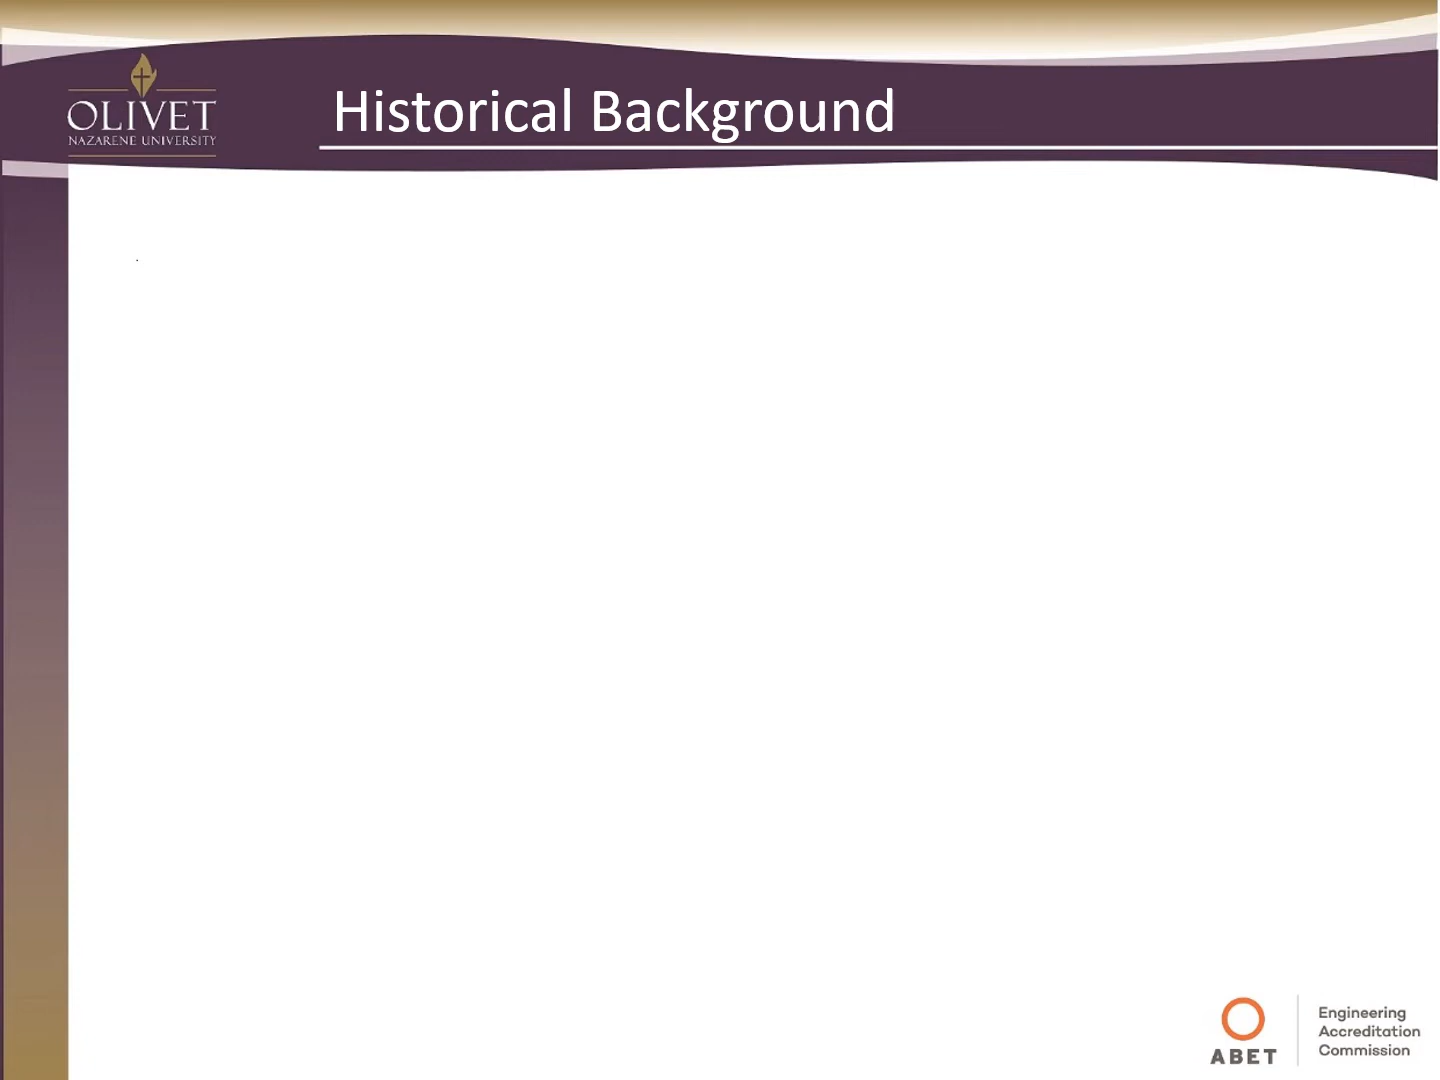 Historical Background
OLIVET
NAZARENE UNIVERSITY
.
ABET
Engineering
Accreditation
Commission